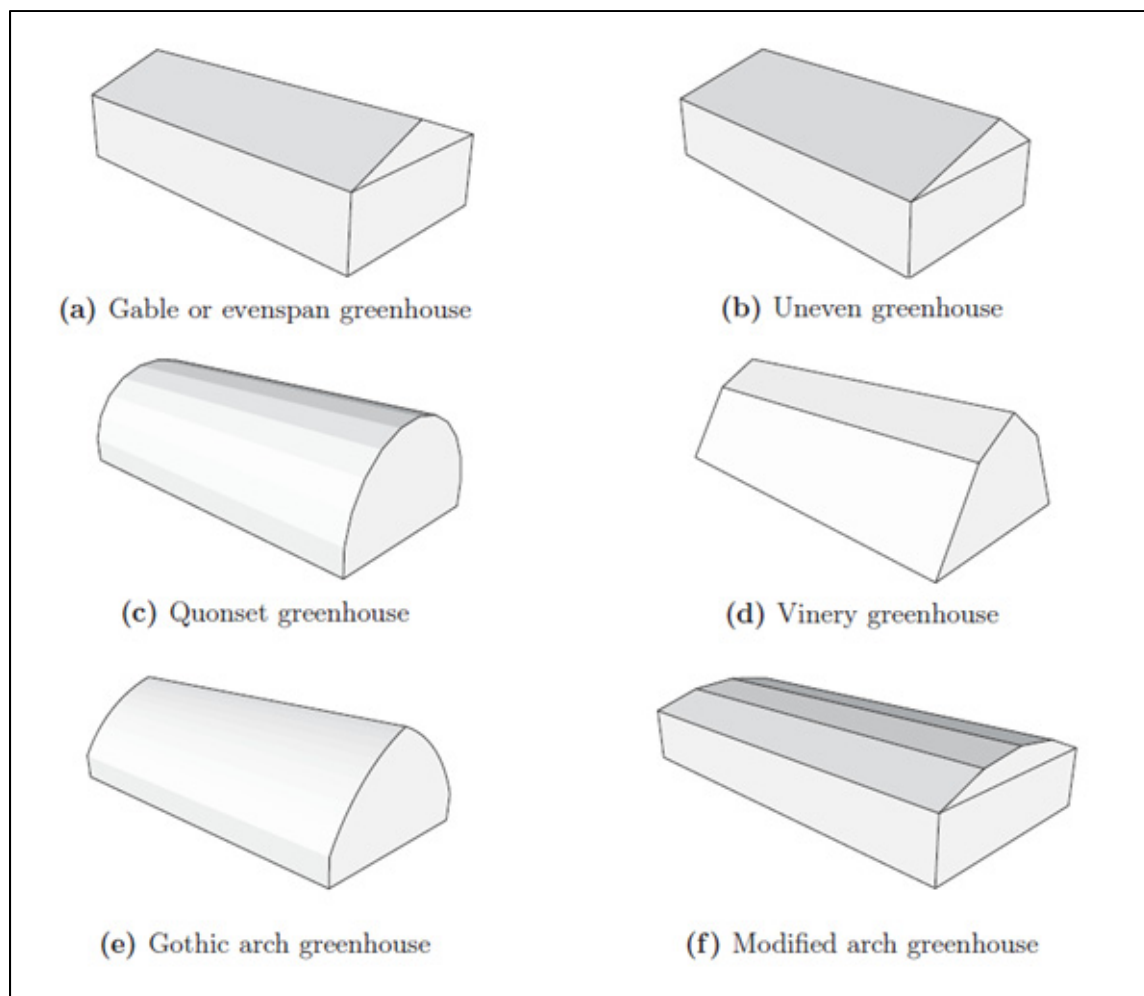 (a) Gable or evenspan greenhouse
(b) Uneven greenhouse
(c) Quonset greenhouse
(d) Vinery greenhouse
(e) Gothic arch greenhouse
(f) Modified arch greenhouse